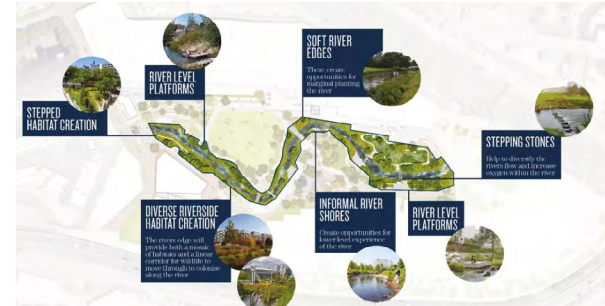 STEPPED
HABITAT CREATION
RIVER LEVEL
PLATFORMS
SOFT RIVER
EDGES
These create
opportunities for
marginal planting
the river
STEPPING STONES
Help to diversify the
rivers flow and increase
oxygen within the river
DIVERSE RIVERSIDE
HABITAT CREATION
The rivers edge will
provide both a mosaic
of habitats and a linear
corridor for wildlife to
move through to colonise
along the river
INFORMAL RIVER
SHORES
Create opportunities for
lower level experience
of the river
RIVER LEVEL
PLATFORMS